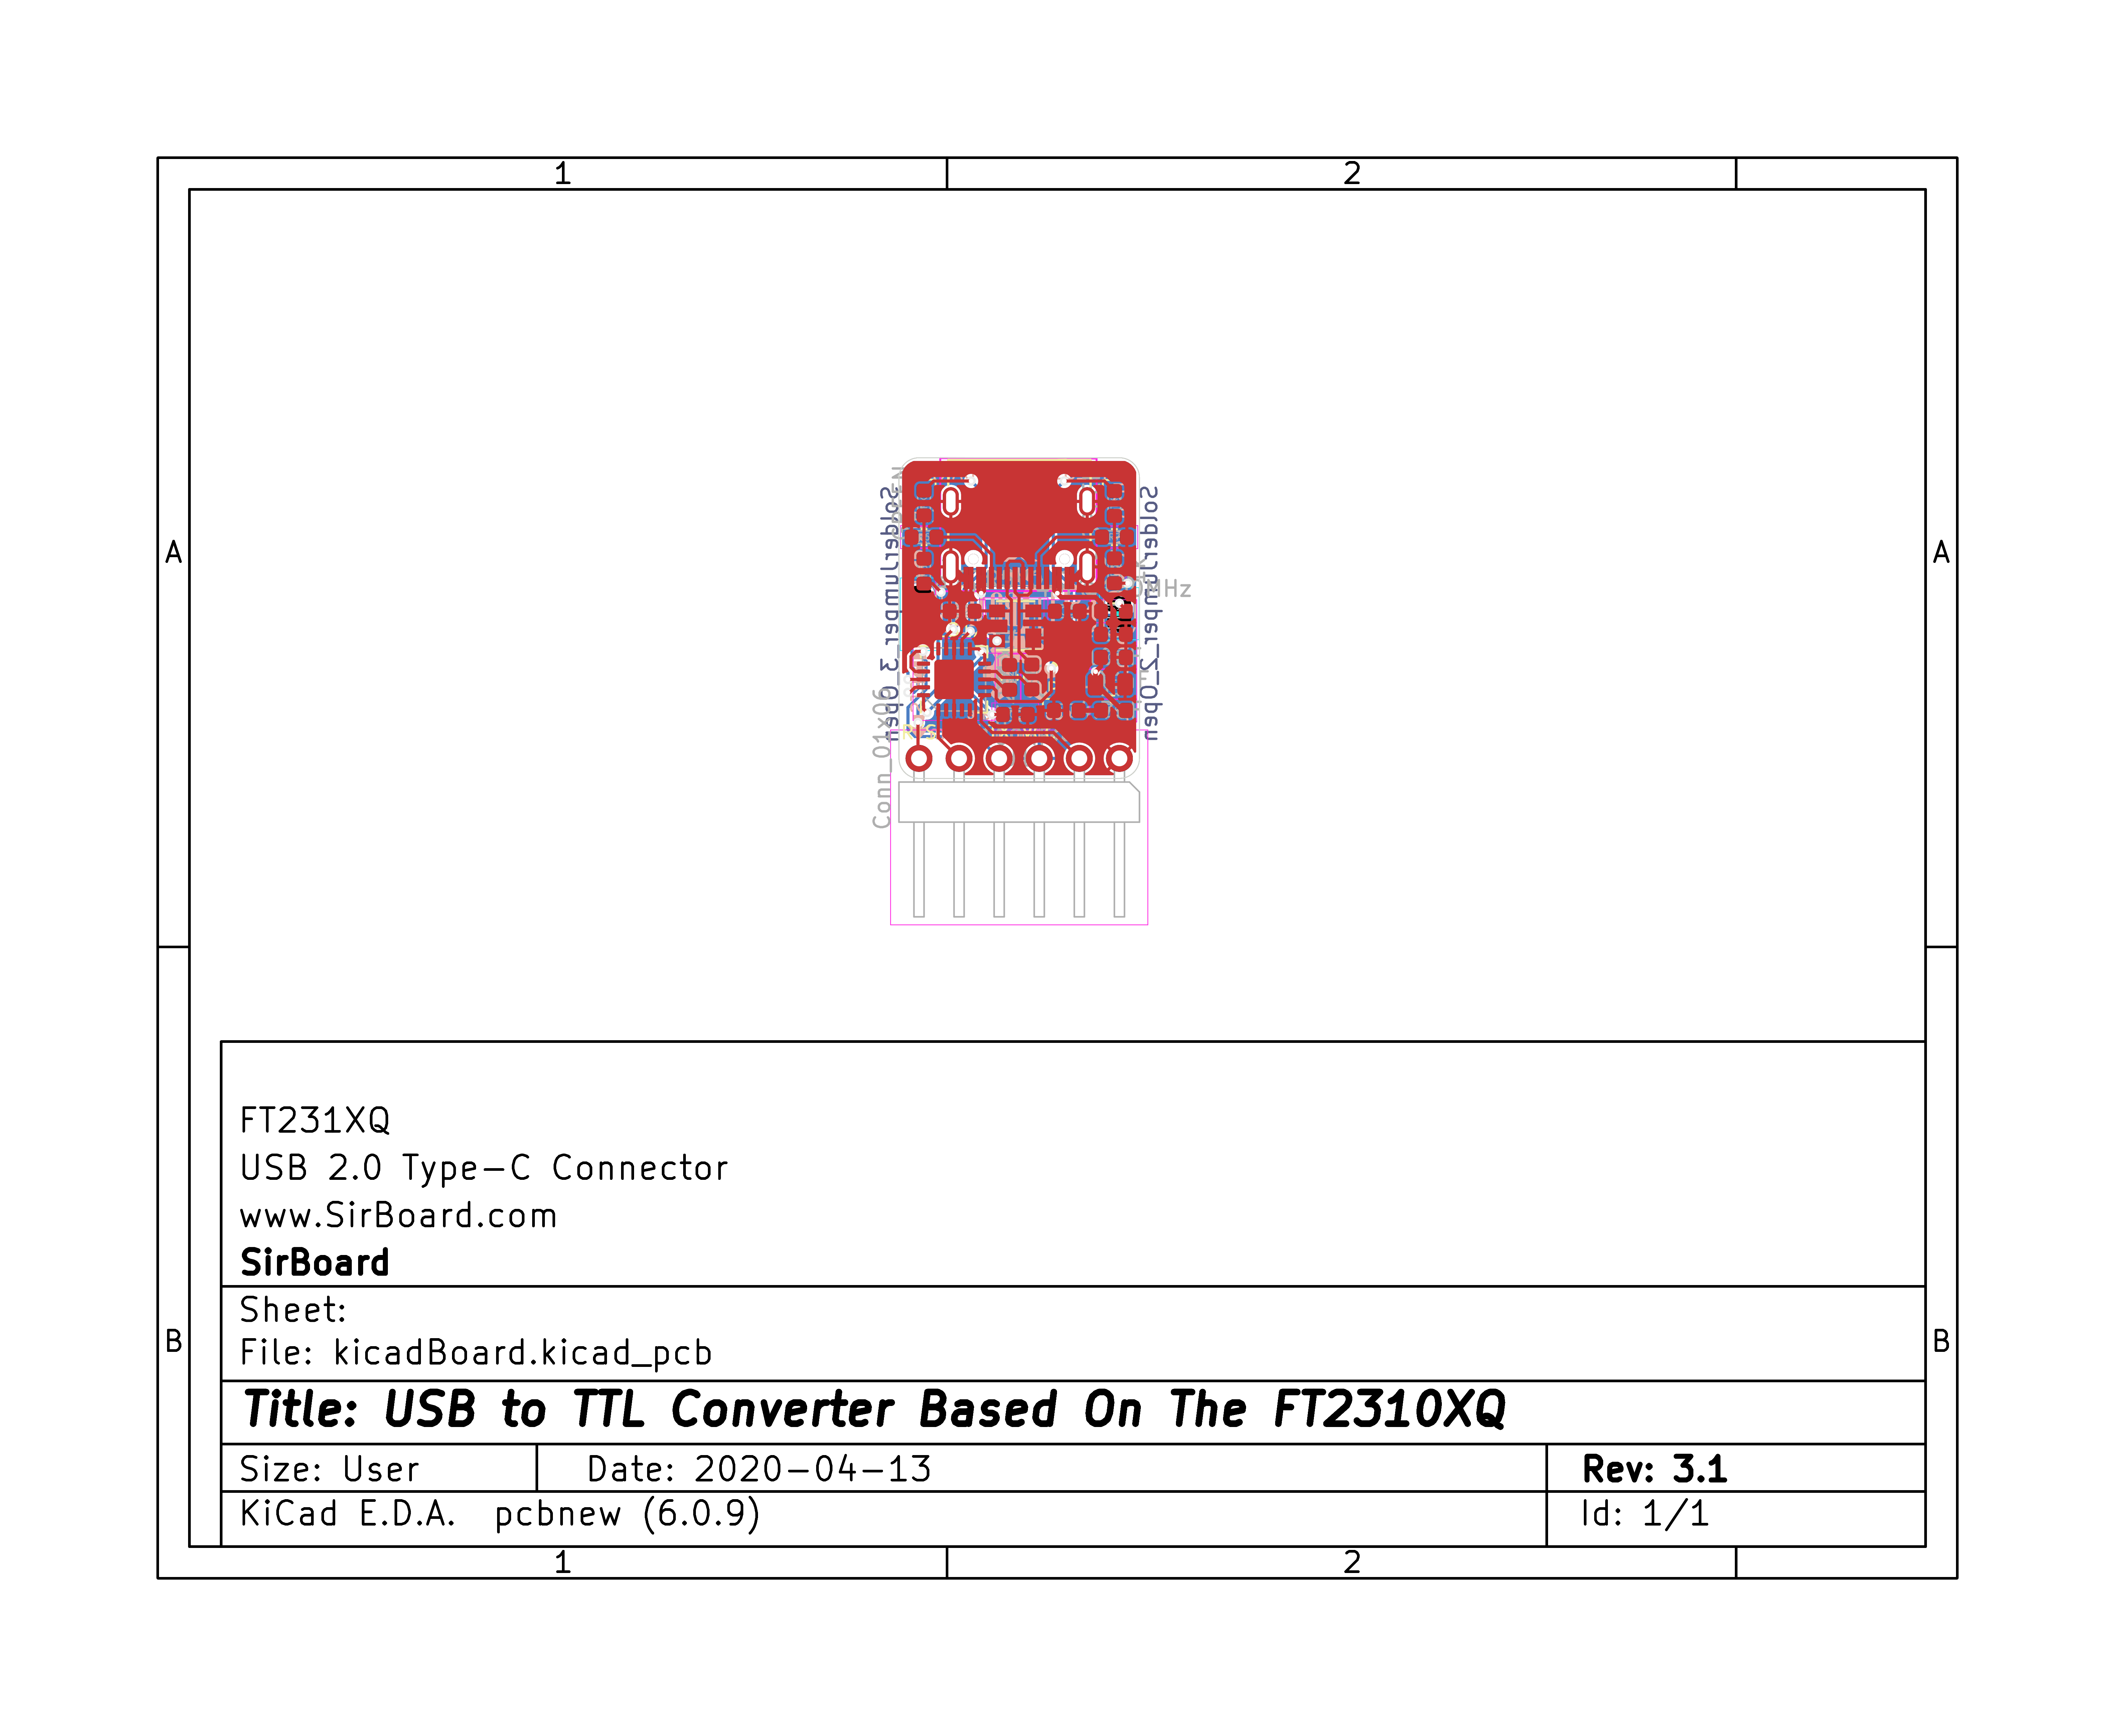 1 2
A A
SolderJumper_3_Open
SolderJumper_2_Open
Conn_01x06
B B
FT231XQ
USB 2.0 Type-C Connector
www.SirBoard.com
SirBoard
Sheet:
File: kicadBoard.kicad_pcb
Title: USB to TTL Converter Based On The FT2310XQ
Size: User Date: 2020-04-13 Rev: 3.1
KiCad E.D.A. pcbnew (6.0.9) Id: 1/1
1 2